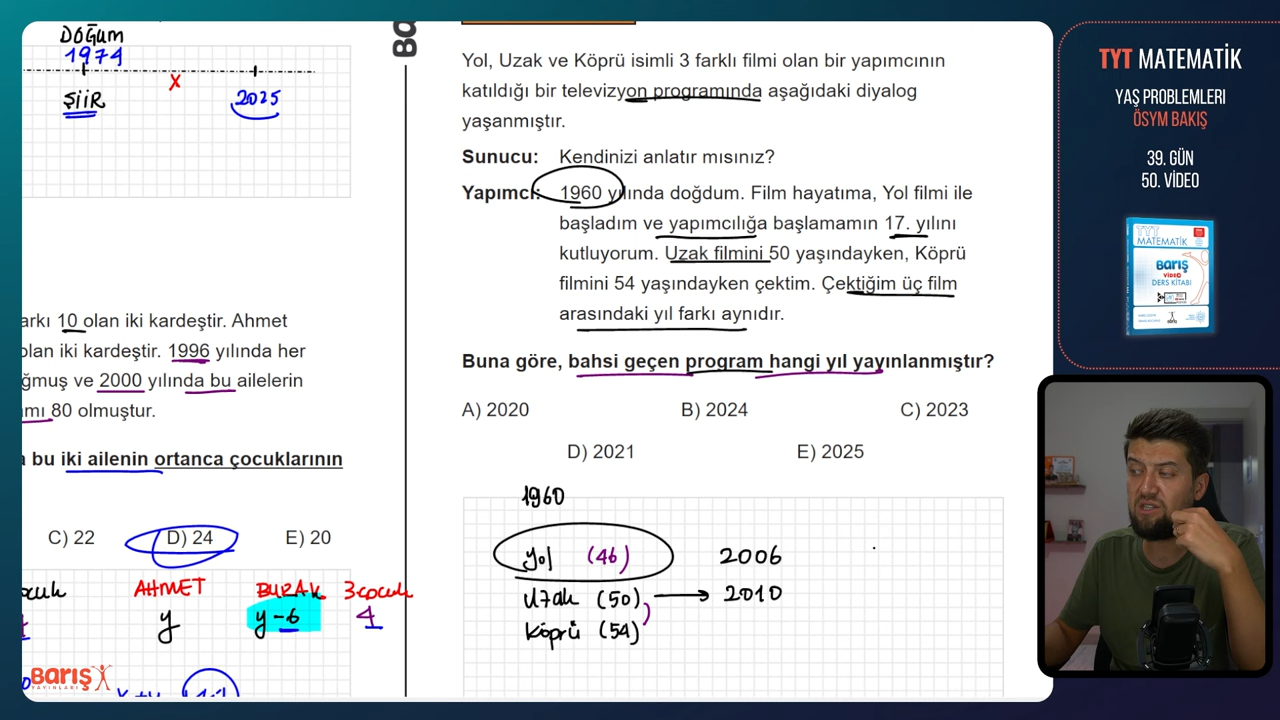 DOĞUM
1974
ŞİİR
X
2025
arkı 10 olan iki kardeştir. Ahmet
olan iki kardeştir. 1996 yılında her
ğmuş ve 2000 yılında bu ailelerin
amı 80 olmuştur.
a bu iki ailenin ortanca çocuklarının
C) 22
D) 24
E) 20
ocuk
AHMET
BURAK
3 çocuk
y
y-6
4
BARIŞ
YAYINLARI
BA
Yol, Uzak ve Köprü isimli 3 farklı filmi olan bir yapımcının
katıldığı bir televizyon programında aşağıdaki diyalog
yaşanmıştır.
Sunucu: Kendinizi anlatır mısınız?
Yapımcı: 1960 yılında doğdum. Film hayatıma, Yol filmi ile
başladım ve yapımcılığa başlamamın 17. yılını
kutluyorum. Uzak filmini 50 yaşındayken, Köprü
filmini 54 yaşındayken çektim. Çektiğim üç film
arasındaki yıl farkı aynıdır.
Buna göre, bahsi geçen program hangi yıl yayınlanmıştır?
A) 2020
B) 2024
C) 2023
D) 2021
E) 2025
1960
yol (46) 2006
uzak (50) → 2010
köprü (54)
TYT MATEMATİK
YAŞ PROBLEMLERI
ÖSYM BAKIŞ
39. GÜN
50. VİDEO
TYT
MATEMATİK
BARIŞ
VİDEO
DERS KİTABI